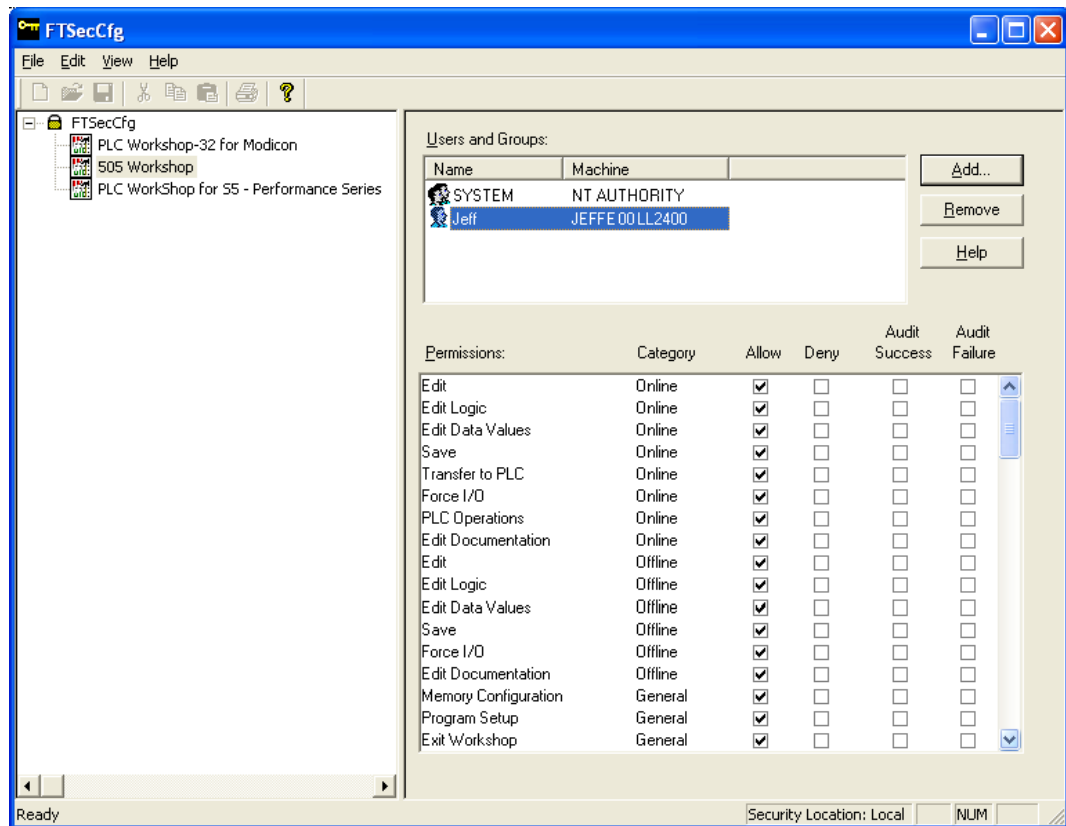 FTSecCfg
File Edit View Help
FTSecCfg
PLC Workshop-32 for Modicon
505 Workshop
PLC WorkShop for S5 - Performance Series
Users and Groups:
Name Machine
SYSTEM NT AUTHORITY
Jeff JEFFE00LL2400
Add...
Remove
Help
Permissions: Category Allow Deny Audit Success Audit Failure
Edit Online
Edit Logic Online
Edit Data Values Online
Save Online
Transfer to PLC Online
Force I/O Online
PLC Operations Online
Edit Documentation Online
Edit Offline
Edit Logic Offline
Edit Data Values Offline
Save Offline
Force I/O Offline
Edit Documentation Offline
Memory Configuration General
Program Setup General
Exit Workshop General
Ready Security Location: Local NUM